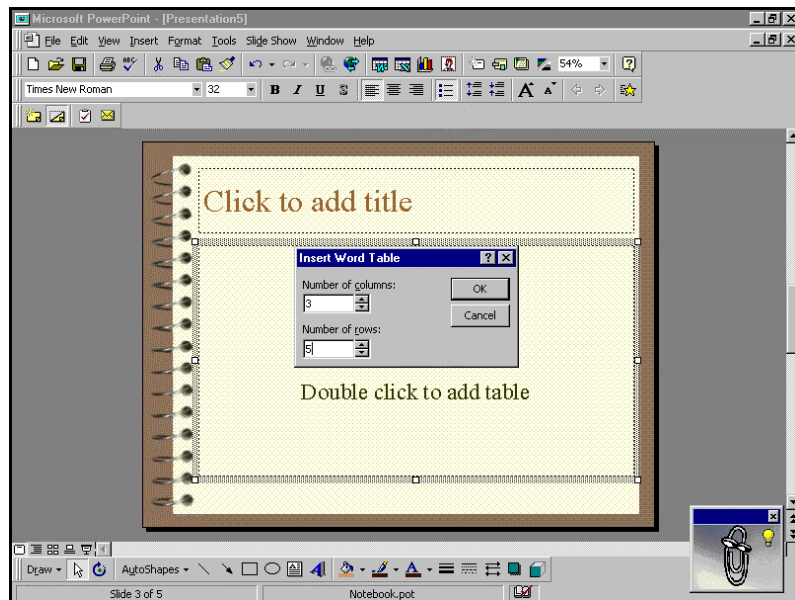 Microsoft PowerPoint - [Presentation5]
File Edit View Insert Format Tools Slide Show Window Help
54%
Times New Roman 32 B I U S A A
Click to add title
Insert Word Table
Number of columns:
3
OK
Cancel
Number of rows:
5
Double click to add table
Draw AutoShapes A A
Slide 3 of 5 Notebook.pot